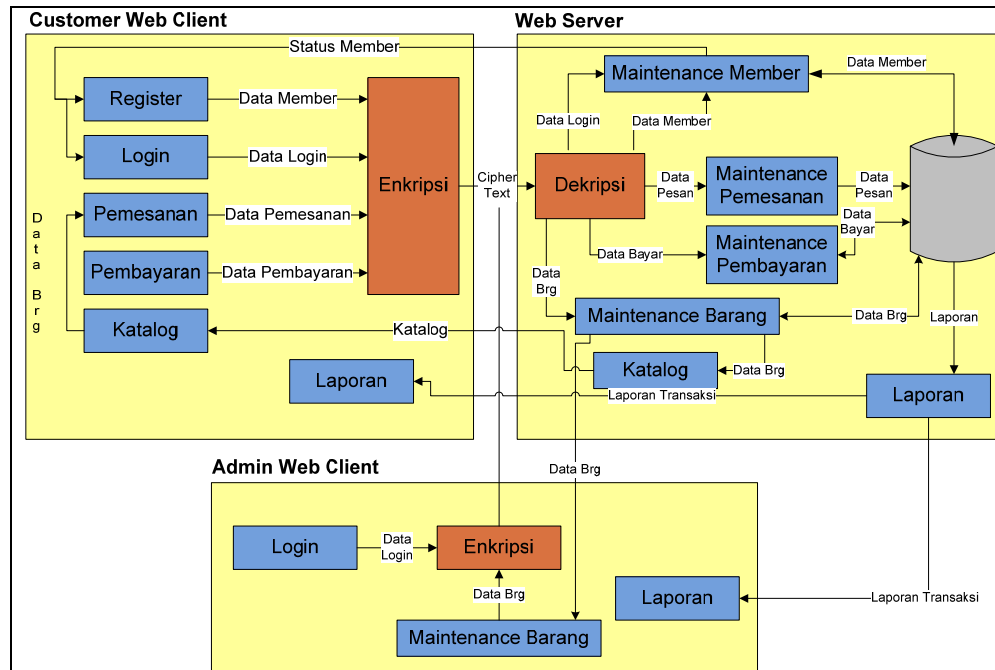 Customer Web Client
Web Server
Status Member
Data Member
Maintenance Member
Register
Data Member
Data Login
Data Member
Login
Data Login
Enkripsi
Cipher
Text
Dekripsi
Data
Pesan
Maintenance
Pemesanan
Data
Pesan
Pemesanan
Data Pemesanan
Data Brg
Data
Bayar
Pembayaran
Data Pembayaran
Data
Brg
Data Bayar
Maintenance
Pembayaran
Katalog
Katalog
Maintenance Barang
Data Brg
Laporan
Katalog
Data Brg
Laporan
Laporan Transaksi
Laporan
Data Brg
Admin Web Client
Login
Data
Login
Enkripsi
Data Brg
Laporan
Laporan Transaksi
Maintenance Barang